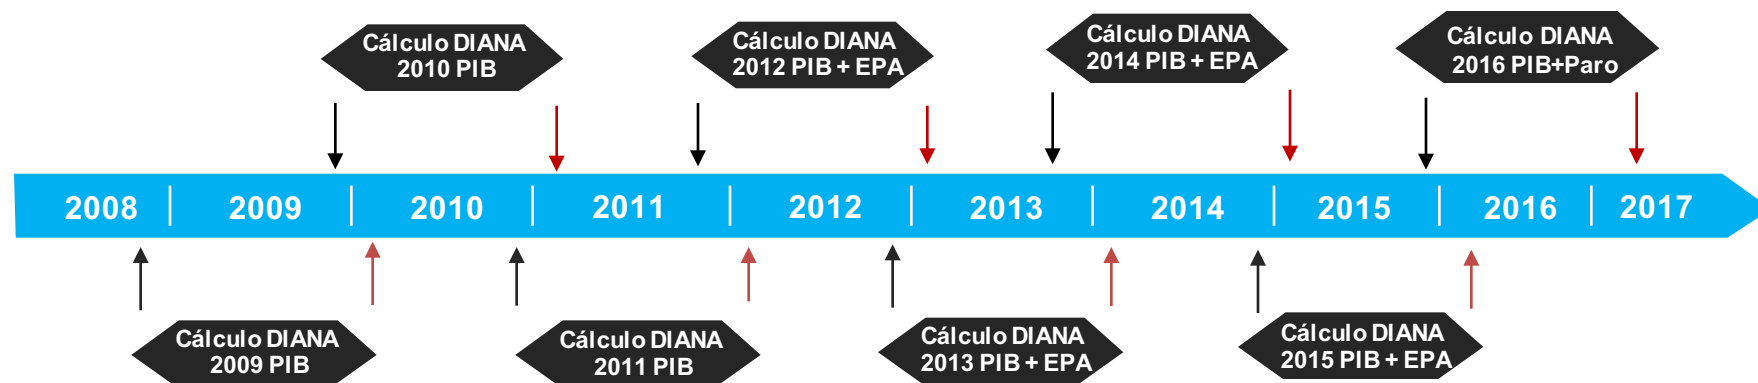 Cálculo DIANA
2010 PIB
Cálculo DIANA
2012 PIB + EPA
Cálculo DIANA
2014 PIB + EPA
Cálculo DIANA
2016 PIB+Paro
2008
2009
2010
2011
2012
2013
2014
2015
2016
2017
Cálculo DIANA
2009 PIB
Cálculo DIANA
2011 PIB
Cálculo DIANA
2013 PIB + EPA
Cálculo DIANA
2015 PIB + EPA